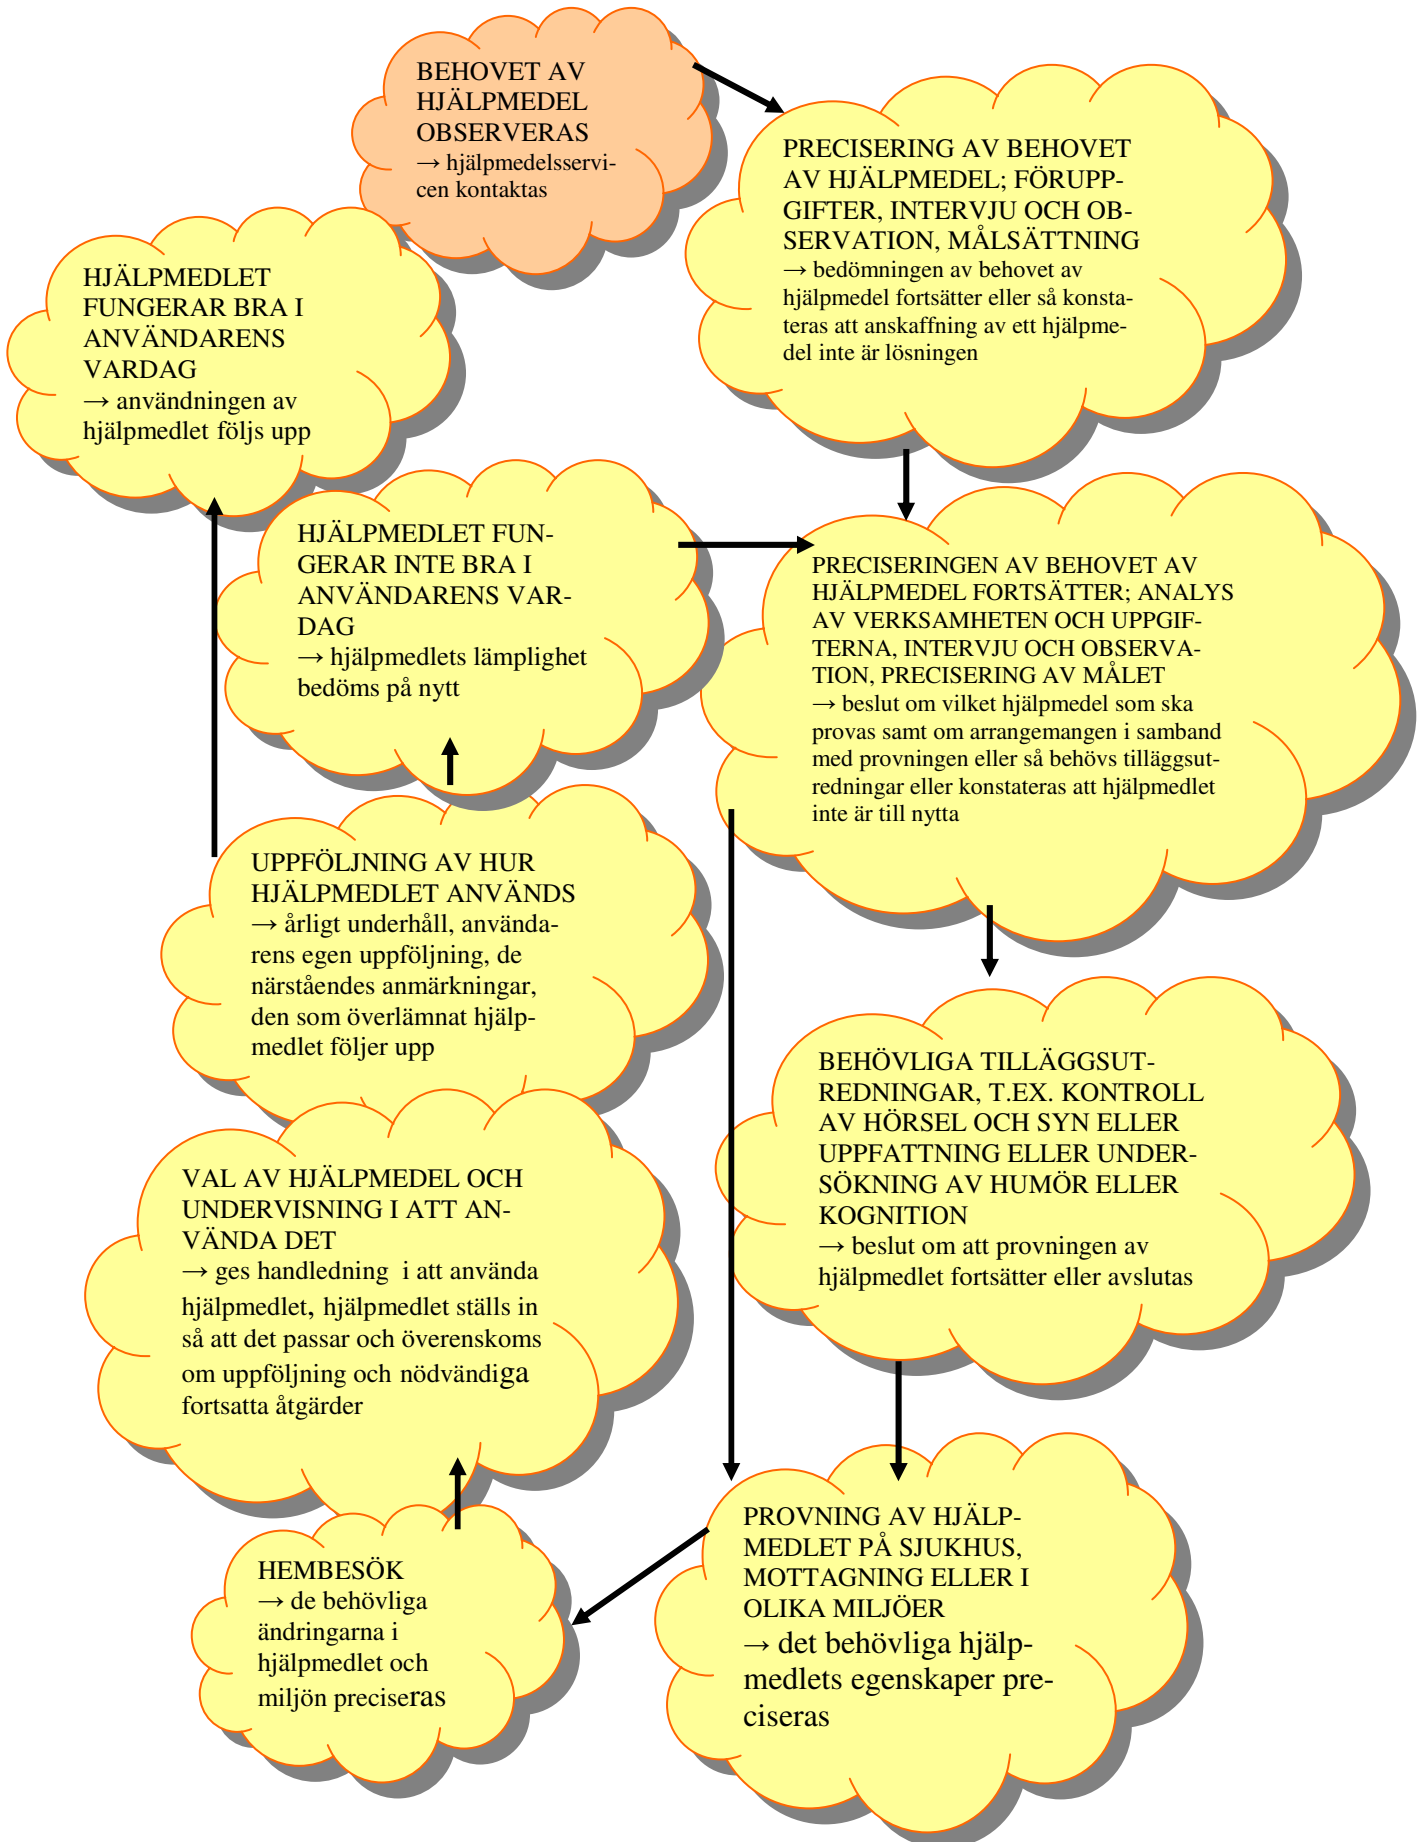 BEHOVET AV
HJÄLPMEDEL
OBSERVERAS
→ hjälpmedelsservi-
cen kontaktas
PRECISERING AV BEHOVET
AV HJÄLPMEDEL; FÖRUPP-
GIFTER, INTERVJU OCH OB-
SERVATION, MÅLSÄTTNING
→ bedömningen av behovet av
hjälpmedel fortsätter eller så konsta-
teras att anskaffning av ett hjälpme-
del inte är lösningen
HJÄLPMEDLET
FUNGERAR BRA I
ANVÄNDARENS
VARDAG
→ användningen av
hjälpmedlet följs upp
HJÄLPMEDLET FUN-
GERAR INTE BRA I
ANVÄNDARENS VAR-
DAG
→ hjälpmedlets lämplighet
bedöms på nytt
PRECISERINGEN AV BEHOVET AV
HJÄLPMEDEL FORTSÄTTER; ANALYS
AV VERKSAMHETEN OCH UPPGIF-
TERNA, INTERVJU OCH OBSERVA-
TION, PRECISERING AV MÅLET
→ beslut om vilket hjälpmedel som ska
provas samt om arrangemangen i samband
med provningen eller så behövs tilläggsut-
redningar eller konstateras att hjälpmedlet
inte är till nytta
UPPFÖLJNING AV HUR
HJÄLPMEDLET ANVÄNDS
→ årligt underhåll, använda-
rens egen uppföljning, de
närståendes anmärkningar,
den som överlämnat hjälp-
medlet följer upp
BEHÖVLIGA TILLÄGGSUT-
REDNINGAR, T.EX. KONTROLL
AV HÖRSEL OCH SYN ELLER
UPPFATTNING ELLER UNDER-
SÖKNING AV HUMÖR ELLER
KOGNITION
→ beslut om att provningen av
hjälpmedlet fortsätter eller avslutas
VAL AV HJÄLPMEDEL OCH
UNDERVISNING I ATT AN-
VÄNDA DET
→ ges handledning  i att använda
hjälpmedlet, hjälpmedlet ställs in
så att det passar och överenskoms
om uppföljning och nödvändiga
fortsatta åtgärder
PROVNING AV HJÄLP-
MEDLET PÅ SJUKHUS,
MOTTAGNING ELLER I
OLIKA MILJÖER
→ det behövliga hjälp-
medlets egenskaper pre-
ciseras
HEMBESÖK
→ de behövliga
ändringarna i
hjälpmedlet och
miljön preciseras